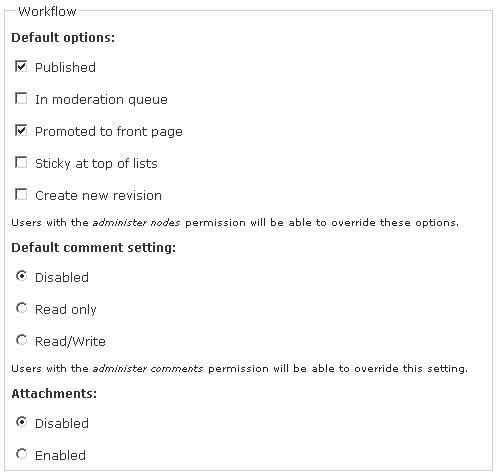 Workflow
Default options:
Published
In moderation queue
Promoted to front page
Sticky at top of lists
Create new revision
Users with the administer nodes permission will be able to override these options.
Default comment setting:
Disabled
Read only
Read/Write
Users with the administer comments permission will be able to override this setting.
Attachments:
Disabled
Enabled